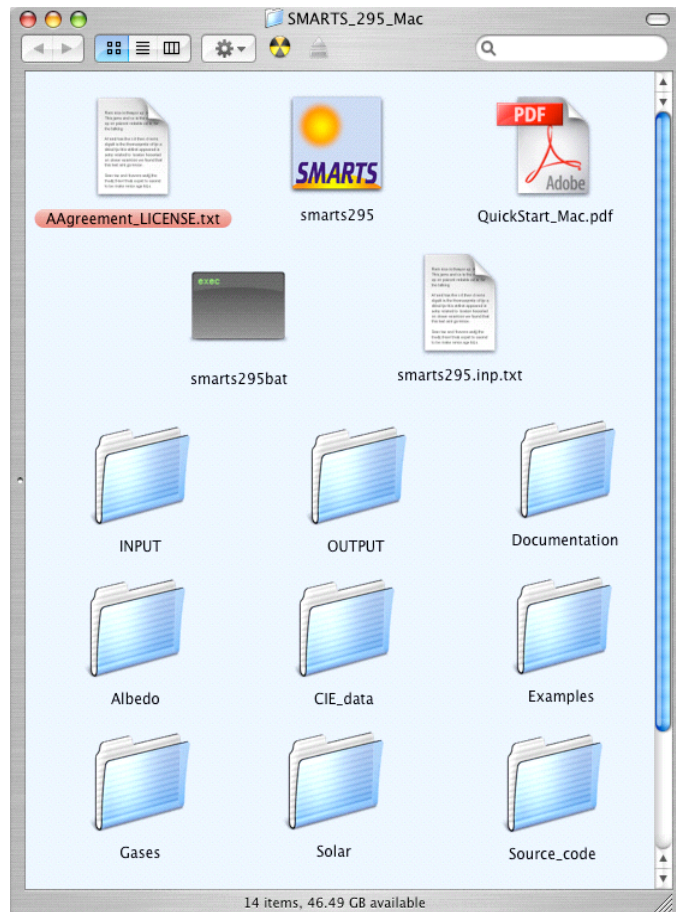 SMARTS_295_Mac
PDF
SMARTS
Adobe
AAgreement_LICENSE.txt
smarts295
QuickStart_Mac.pdf
exec
smarts295bat
smarts295.inp.txt
INPUT
OUTPUT
Documentation
Albedo
CIE_data
Examples
Gases
Solar
Source_code
14 items, 46.49 GB available